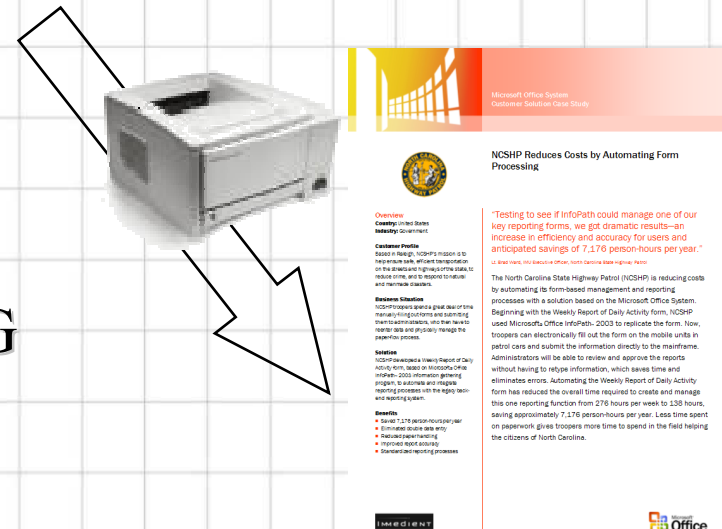 G
Microsoft Office System
Customer Solution Case Study
NCSHP Reduces Costs by Automating Form
Processing
Overview
Country: United States
Industry: Government
Customer Profile
Based in Raleigh, NCSHP's mission is to
help ensure safe, efficient transportation
on the streets and highways of the state, to
reduce crime, and to respond to natural
and manmade disasters.
Business Situation
NCSHP troopers spend a great deal of time
manually filling out forms and submitting
them to administrators, who then have to
reenter data and physically manage the
paperflow process.
Solution
NCSHP developed a Weekly Report of Daily
Activity form, based on Microsoft® Office
InfoPath™ 2003 information gathering
program, to automate and integrate
reporting processes with the legacy back-
end reporting system.
Benefits
Saved 7,176 person-hours per year
Eliminated double data entry
Reduced paper handling
Improved report accuracy
Standardized reporting processes
"Testing to see if InfoPath could manage one of our
key reporting forms, we got dramatic results—an
increase in efficiency and accuracy for users and
anticipated savings of 7,176 person-hours per year."
Lt. Brad Ward, IMU Executive Officer, North Carolina State Highway Patrol
The North Carolina State Highway Patrol (NCSHP) is reducing costs
by automating its form-based management and reporting
processes with a solution based on the Microsoft Office System.
Beginning with the Weekly Report of Daily Activity form, NCSHP
used Microsoft® Office InfoPath™ 2003 to replicate the form. Now,
troopers can electronically fill out the form on the mobile units in
patrol cars and submit the information directly to the mainframe.
Administrators will be able to review and approve the reports
without having to retype information, which saves time and
eliminates errors. Automating the Weekly Report of Daily Activity
form has reduced the overall time required to create and manage
this one reporting function from 276 hours per week to 138 hours,
saving approximately 7,176 person-hours per year. Less time spent
on paperwork gives troopers more time to spend in the field helping
the citizens of North Carolina.
IMMEDIENT
Microsoft
Office